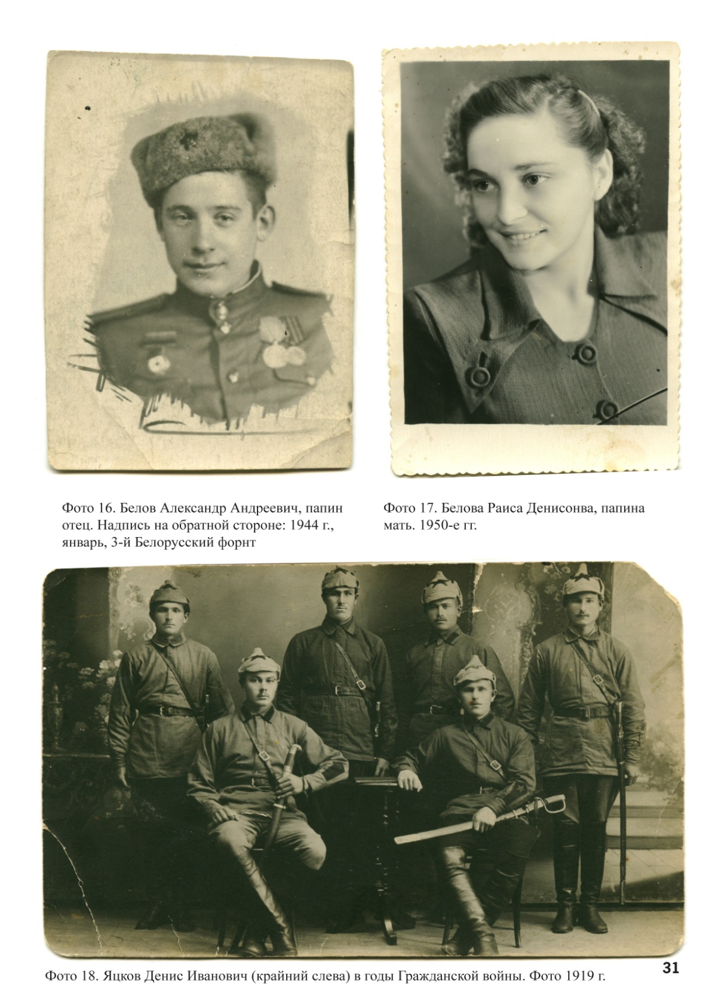 Фото 16. Белов Александр Андреевич, папин
отец. Надпись на обратной стороне: 1944 г.,
январь, 3-й Белорусский форнт
Фото 17. Белова Раиса Денисонва, папина
мать. 1950-е гг.
Фото 18. Яцков Денис Иванович (крайний слева) в годы Гражданской войны. Фото 1919 г.
31